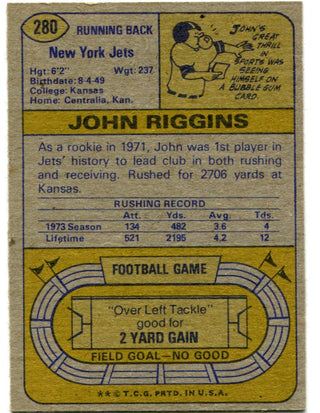 280
RUNNING BACK
New York Jets
Hgt: 6'2" Wgt: 237
Birthdate: 8-4-49
College: Kansas
Home: Centralia, Kan.
JOHN'S
GREAT
THRILL
IN
SPORTS WAS
SEEING
HIMSELF ON
A BUBBLE GUM
CARD.
JOHN RIGGINS
As a rookie in 1971, John was 1st player in
Jets' history to lead club in both rushing
and receiving. Rushed for 2706 yards at
Kansas.
RUSHING RECORD
Att. Yds. Avg. Tds.
1973 Season 134 482 3.6 4
Lifetime 521 2195 4.2 12
FOOTBALL GAME
"Over Left Tackle"
good for
2 YARD GAIN
FIELD GOAL—NO GOOD
** © T.C.G. PRTD. IN U.S.A.